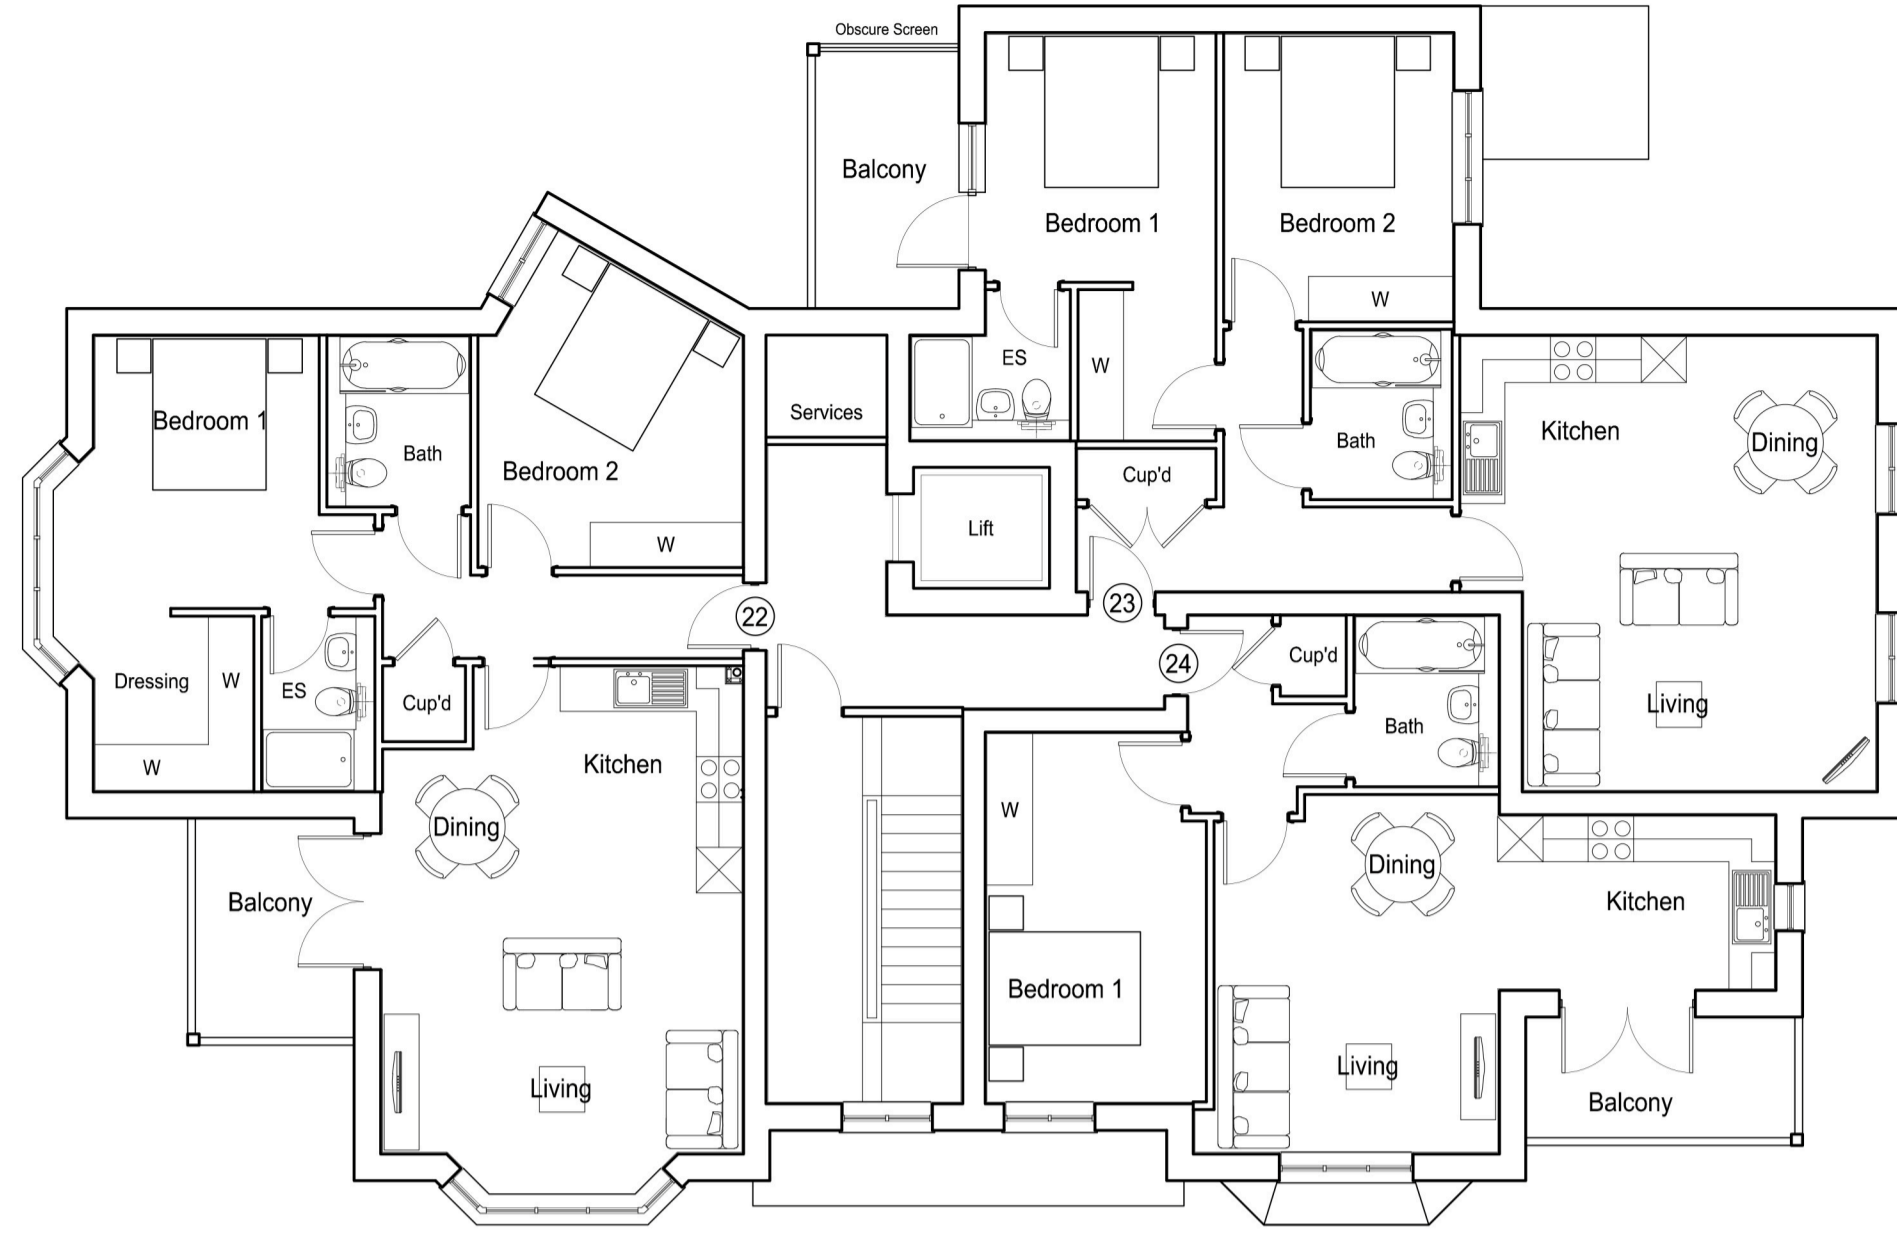 Obscure Screen
Balcony
Bedroom 1
Bedroom 2
W
ES
W
Bath
Kitchen
Dining
Living
Cup'd
Services
Lift
23
22
24
Bedroom 1
Bath
Bedroom 2
W
Dressing
W
W
ES
Cup'd
Kitchen
Dining
Balcony
Living
Cup'd
Bath
W
Bedroom 1
Dining
Kitchen
Living
Balcony